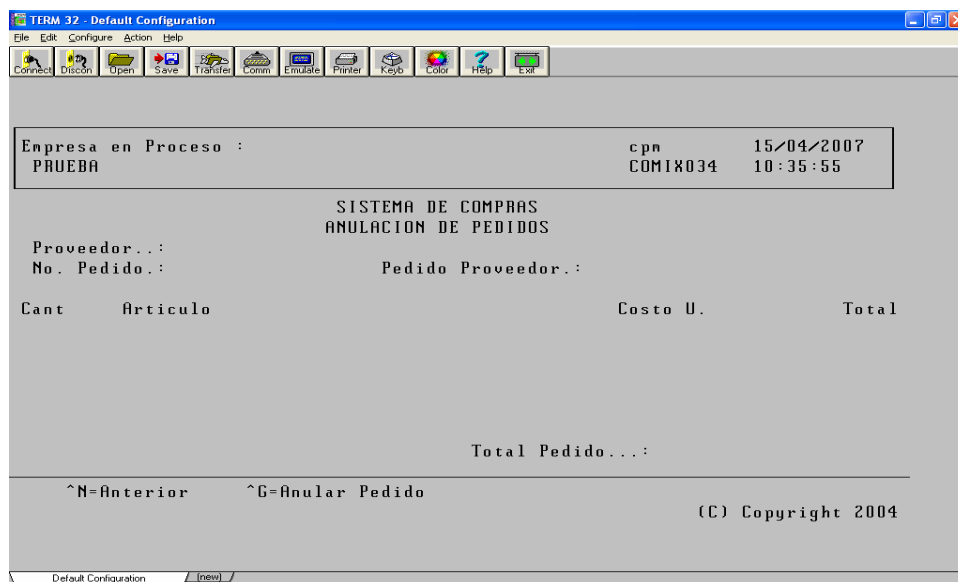 TERM 32 - Default Configuration
File Edit Configure Action Help
Connect Discon Open Save Transfer Comm Emulate Printer Keyb Color Help Exit
Empresa en Proceso : cpm 15/04/2007
PRUEBA COMIX034 10:35:55
SISTEMA DE COMPRAS
ANULACION DE PEDIDOS
Proveedor..:
No. Pedido.: Pedido Proveedor.:
Cant Articulo Costo U. Total
Total Pedido...:
^N=Anterior ^G=Anular Pedido
(C) Copyright 2004
Default Configuration (new)